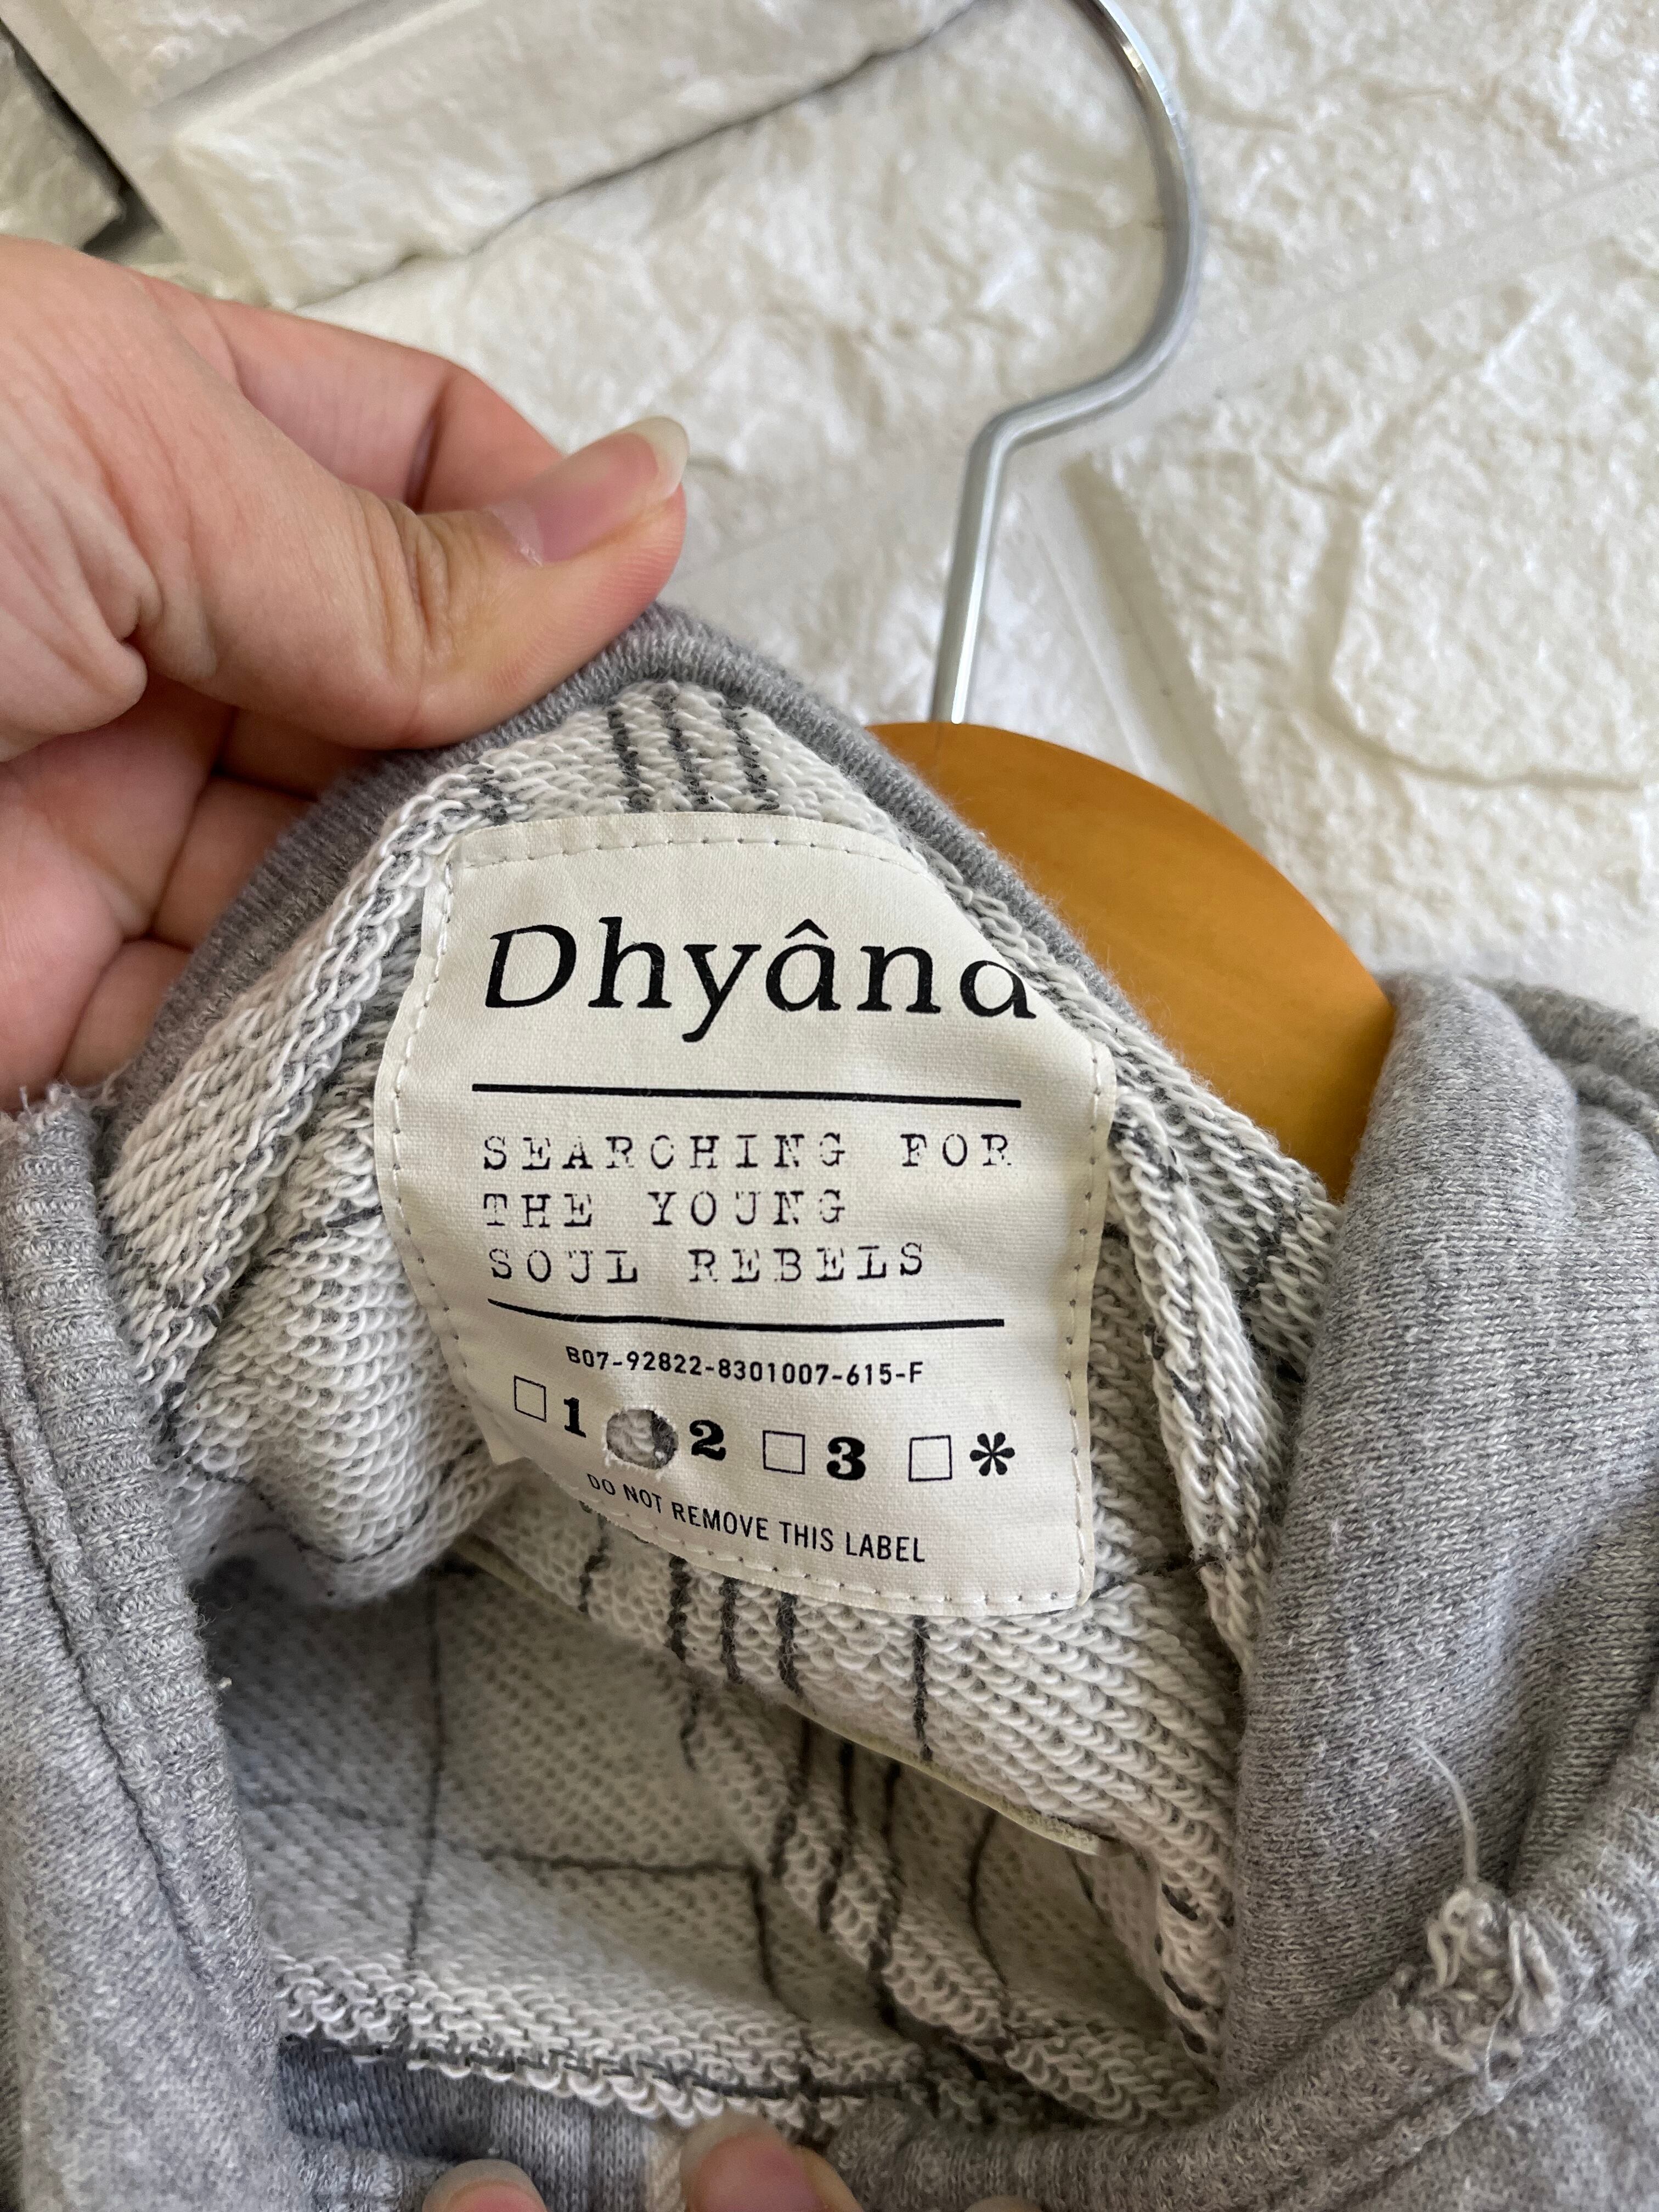 Dhyâna
SEARCHING FOR
THE YOUNG
SOUL REBELS
B07-92822-8301007-615-F
1 2 3 *
DO NOT REMOVE THIS LABEL